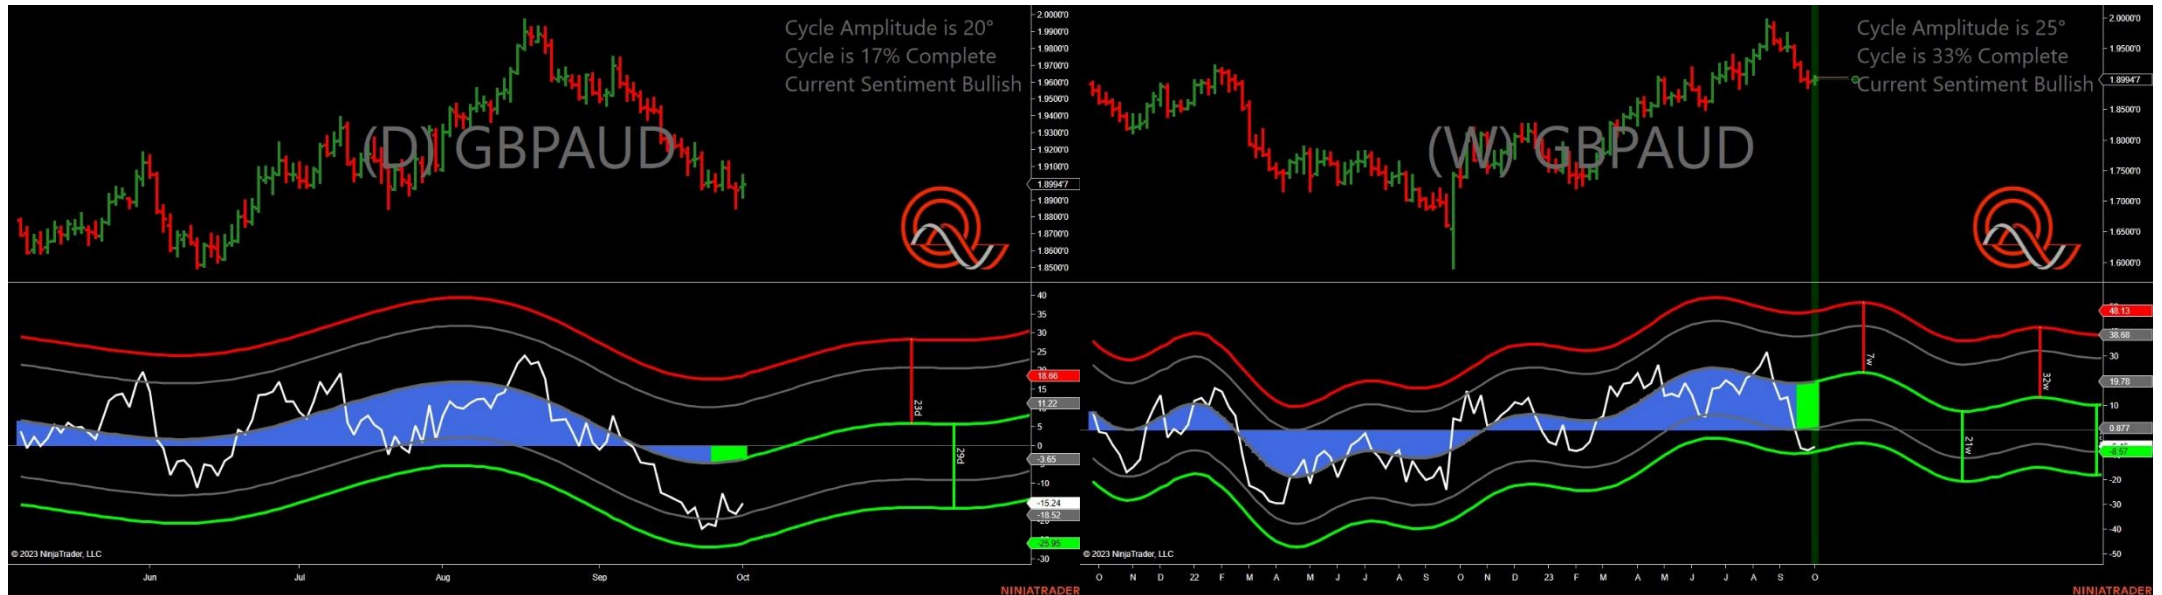 Cycle Amplitude is 20°
Cycle is 17% Complete
Current Sentiment Bullish
(D) GBPAUD
2.0000'0
1.9900'0
1.9800'0
1.9700'0
1.9600'0
1.9500'0
1.9400'0
1.9300'0
1.9200'0
1.9100'0
1.8994'7
1.8900'0
1.8800'0
1.8700'0
1.8600'0
1.8500'0
40
35
30
25
18.66
15
11.22
5
0
-3.65
-15.24
-18.52
-25.95
-30
23d
29d
© 2023 NinjaTrader, LLC
Jun
Jul
Aug
Sep
Oct
NINJATRADER
Cycle Amplitude is 25°
Cycle is 33% Complete
Current Sentiment Bullish
(W) GBPAUD
2.0000'0
1.9500'0
1.8994'7
1.8500'0
1.8000'0
1.7500'0
1.7000'0
1.6500'0
1.6000'0
48.13
38.68
30
19.78
10
0.877
-8.57
-20
-30
-40
-50
7w
21w
32w
© 2023 NinjaTrader, LLC
O N D 22 F M A M J J A S O N D 23 F M A M J J A S O
NINJATRADER